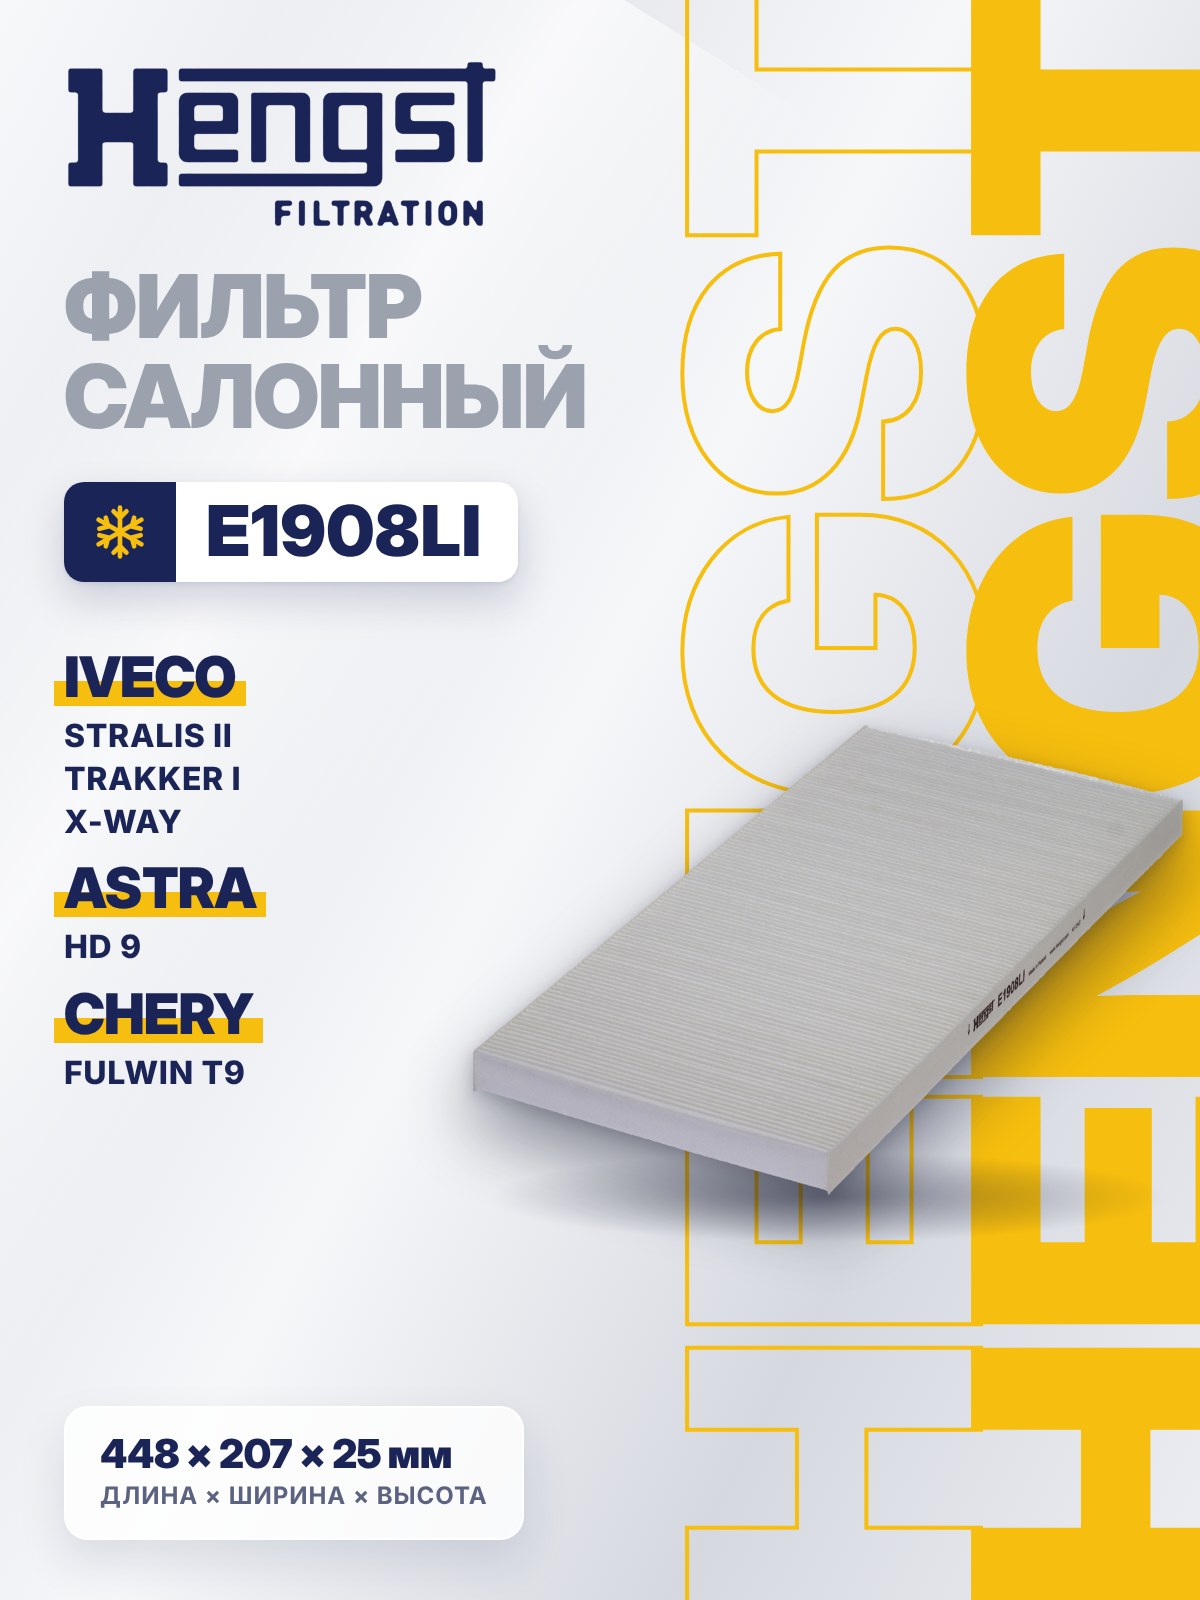 Hengst
FILTRATION
ФИЛЬТР
САЛОННЫЙ
E1908LI
IVECO
STRALIS II
TRAKKER I
X-WAY
ASTRA
HD 9
CHERY
FULWIN T9
448 × 207 × 25 мм
ДЛИНА × ШИРИНА × ВЫСОТА
HENGST
HENGST
Hengst E1908LI